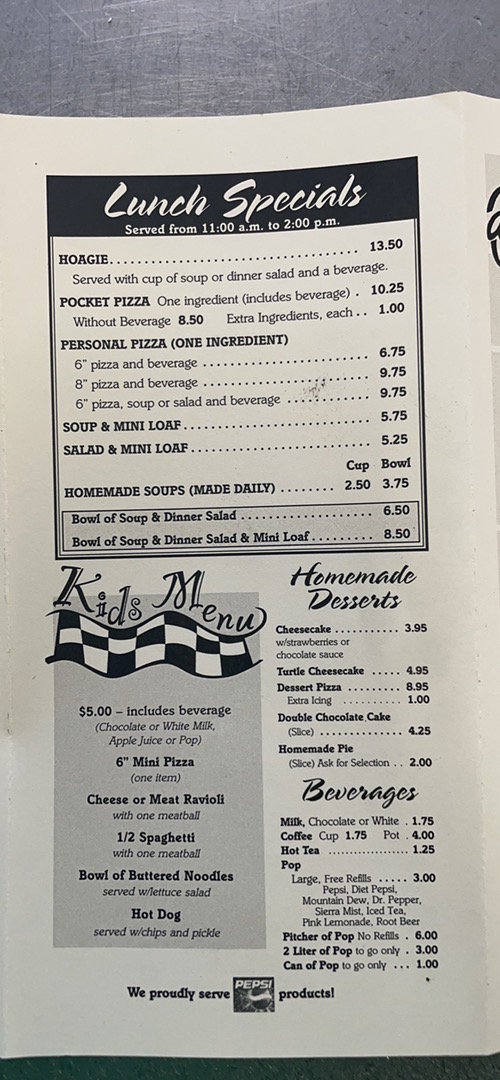 Lunch Specials
Served from 11:00 a.m. to 2:00 p.m.
HOAGIE. . . . . . . . . . . . . . . . . . . . . . . . . . . . . . . . . . . . . . 13.50
Served with cup of soup or dinner salad and a beverage.
POCKET PIZZA One ingredient (includes beverage) . 10.25
Without Beverage 8.50 Extra Ingredients, each . . 1.00
PERSONAL PIZZA (ONE INGREDIENT)
6" pizza and beverage . . . . . . . . . . . . . . . . . . . . . . . . . . 6.75
8" pizza and beverage . . . . . . . . . . . . . . . . . . . . . . . . . . 9.75
6" pizza, soup or salad and beverage . . . . . . . . . . . . 9.75
SOUP & MINI LOAF . . . . . . . . . . . . . . . . . . . . . . . . . . . . 5.75
SALAD & MINI LOAF . . . . . . . . . . . . . . . . . . . . . . . . . . . 5.25
Cup Bowl
HOMEMADE SOUPS (MADE DAILY) . . . . . . . . 2.50 3.75
Bowl of Soup & Dinner Salad . . . . . . . . . . . . . . . . . . . . 6.50
Bowl of Soup & Dinner Salad & Mini Loaf . . . . . . . . . 8.50
Kids Menu
$5.00 – includes beverage
(Chocolate or White Milk,
Apple Juice or Pop)
6" Mini Pizza
(one item)
Cheese or Meat Ravioli
with one meatball
1/2 Spaghetti
with one meatball
Bowl of Buttered Noodles
served w/lettuce salad
Hot Dog
served w/chips and pickle
Homemade
Desserts
Cheesecake . . . . . . . . . . . 3.95
w/strawberries or
chocolate sauce
Turtle Cheesecake . . . . . 4.95
Dessert Pizza . . . . . . . . . 8.95
Extra Icing . . . . . . . . . . 1.00
Double Chocolate Cake
(Slice) . . . . . . . . . . . . . . . . . 4.25
Homemade Pie
(Slice) Ask for Selection . . 2.00
Beverages
Milk, Chocolate or White . 1.75
Coffee Cup 1.75 Pot . 4.00
Hot Tea . . . . . . . . . . . . . . . . . . . 1.25
Pop
Large, Free Refills . . . . . 3.00
Pepsi, Diet Pepsi,
Mountain Dew, Dr. Pepper,
Sierra Mist, Iced Tea,
Pink Lemonade, Root Beer
Pitcher of Pop No Refills . 6.00
2 Liter of Pop to go only . 3.00
Can of Pop to go only . . . 1.00
We proudly serve PEPSI products!